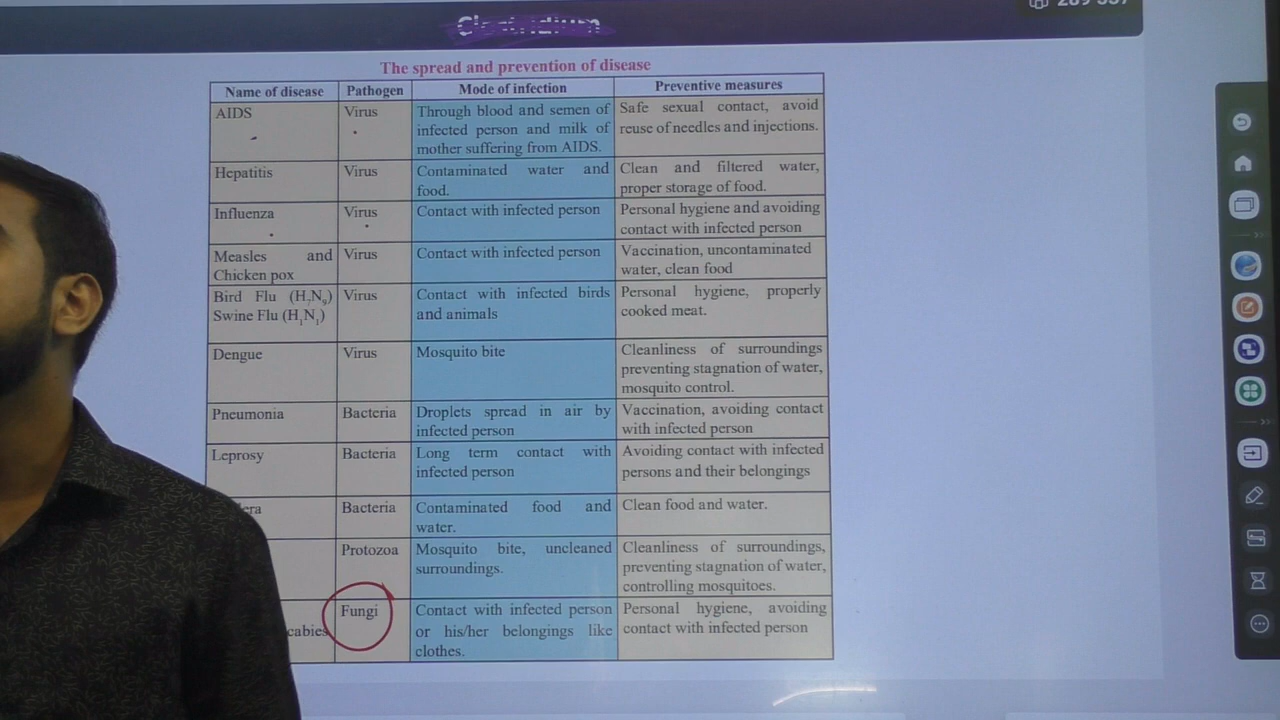 Clostridium
The spread and prevention of disease
Name of disease Pathogen Mode of infection Preventive measures
AIDS Virus Through blood and semen of infected person and milk of mother suffering from AIDS. Safe sexual contact, avoid reuse of needles and injections.
Hepatitis Virus Contaminated water and food. Clean and filtered water, proper storage of food.
Influenza Virus Contact with infected person Personal hygiene and avoiding contact with infected person
Measles and Chicken pox Virus Contact with infected person Vaccination, uncontaminated water, clean food
Bird Flu (H7N9) Swine Flu (H1N1) Virus Contact with infected birds and animals Personal hygiene, properly cooked meat.
Dengue Virus Mosquito bite Cleanliness of surroundings preventing stagnation of water, mosquito control.
Pneumonia Bacteria Droplets spread in air by infected person Vaccination, avoiding contact with infected person
Leprosy Bacteria Long term contact with infected person Avoiding contact with infected persons and their belongings
era Bacteria Contaminated food and water. Clean food and water.
Protozoa Mosquito bite, uncleaned surroundings. Cleanliness of surroundings, preventing stagnation of water, controlling mosquitoes.
cabies Fungi Contact with infected person or his/her belongings like clothes. Personal hygiene, avoiding contact with infected person